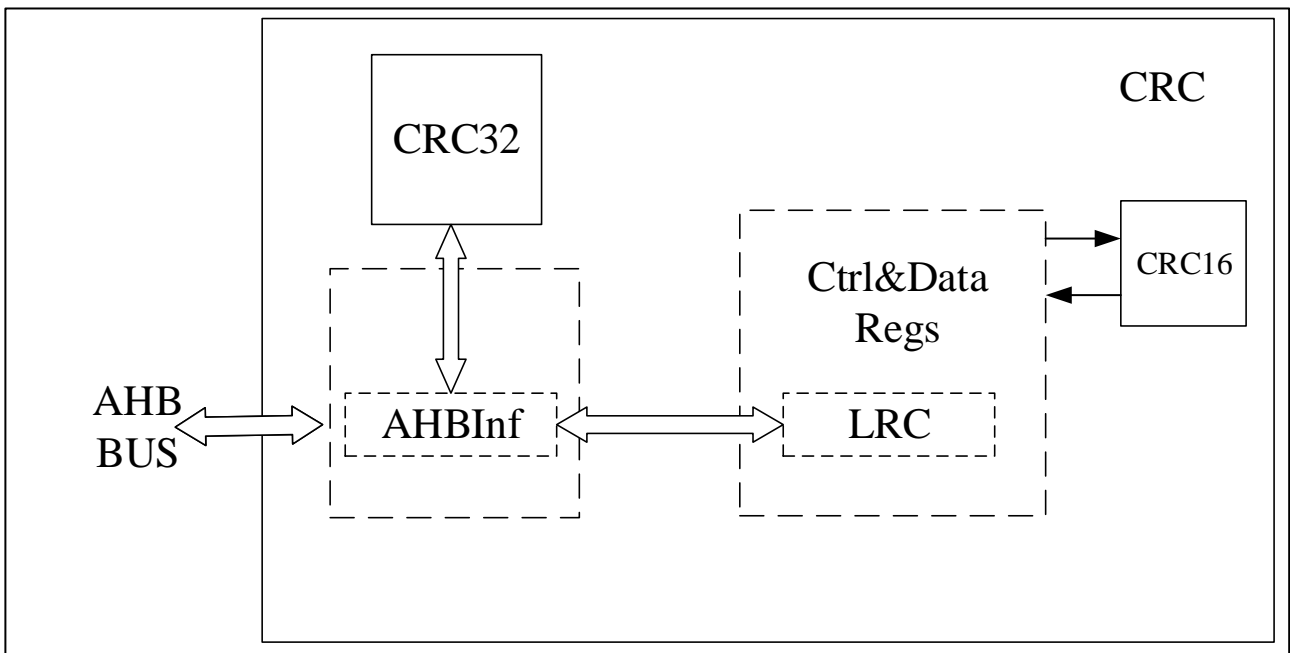 CRC
CRC32
Ctrl&Data
Regs
CRC16
AHB
BUS
AHBInf
LRC